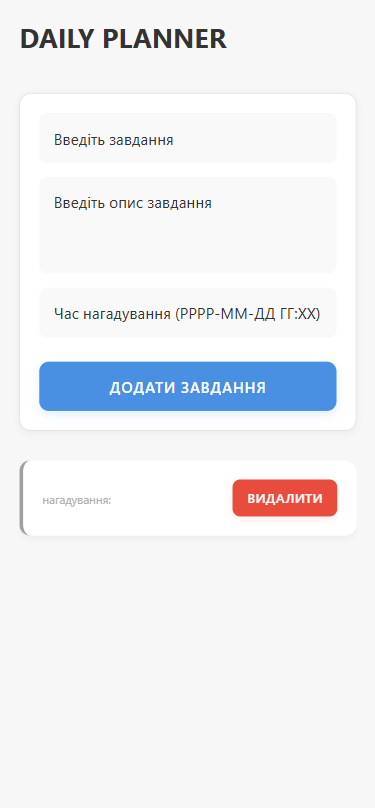 DAILY PLANNER
Введіть завдання
Введіть опис завдання
Час нагадування (РРРР-ММ-ДД ГГ:ХХ)
ДОДАТИ ЗАВДАННЯ
нагадування:
ВИДАЛИТИ